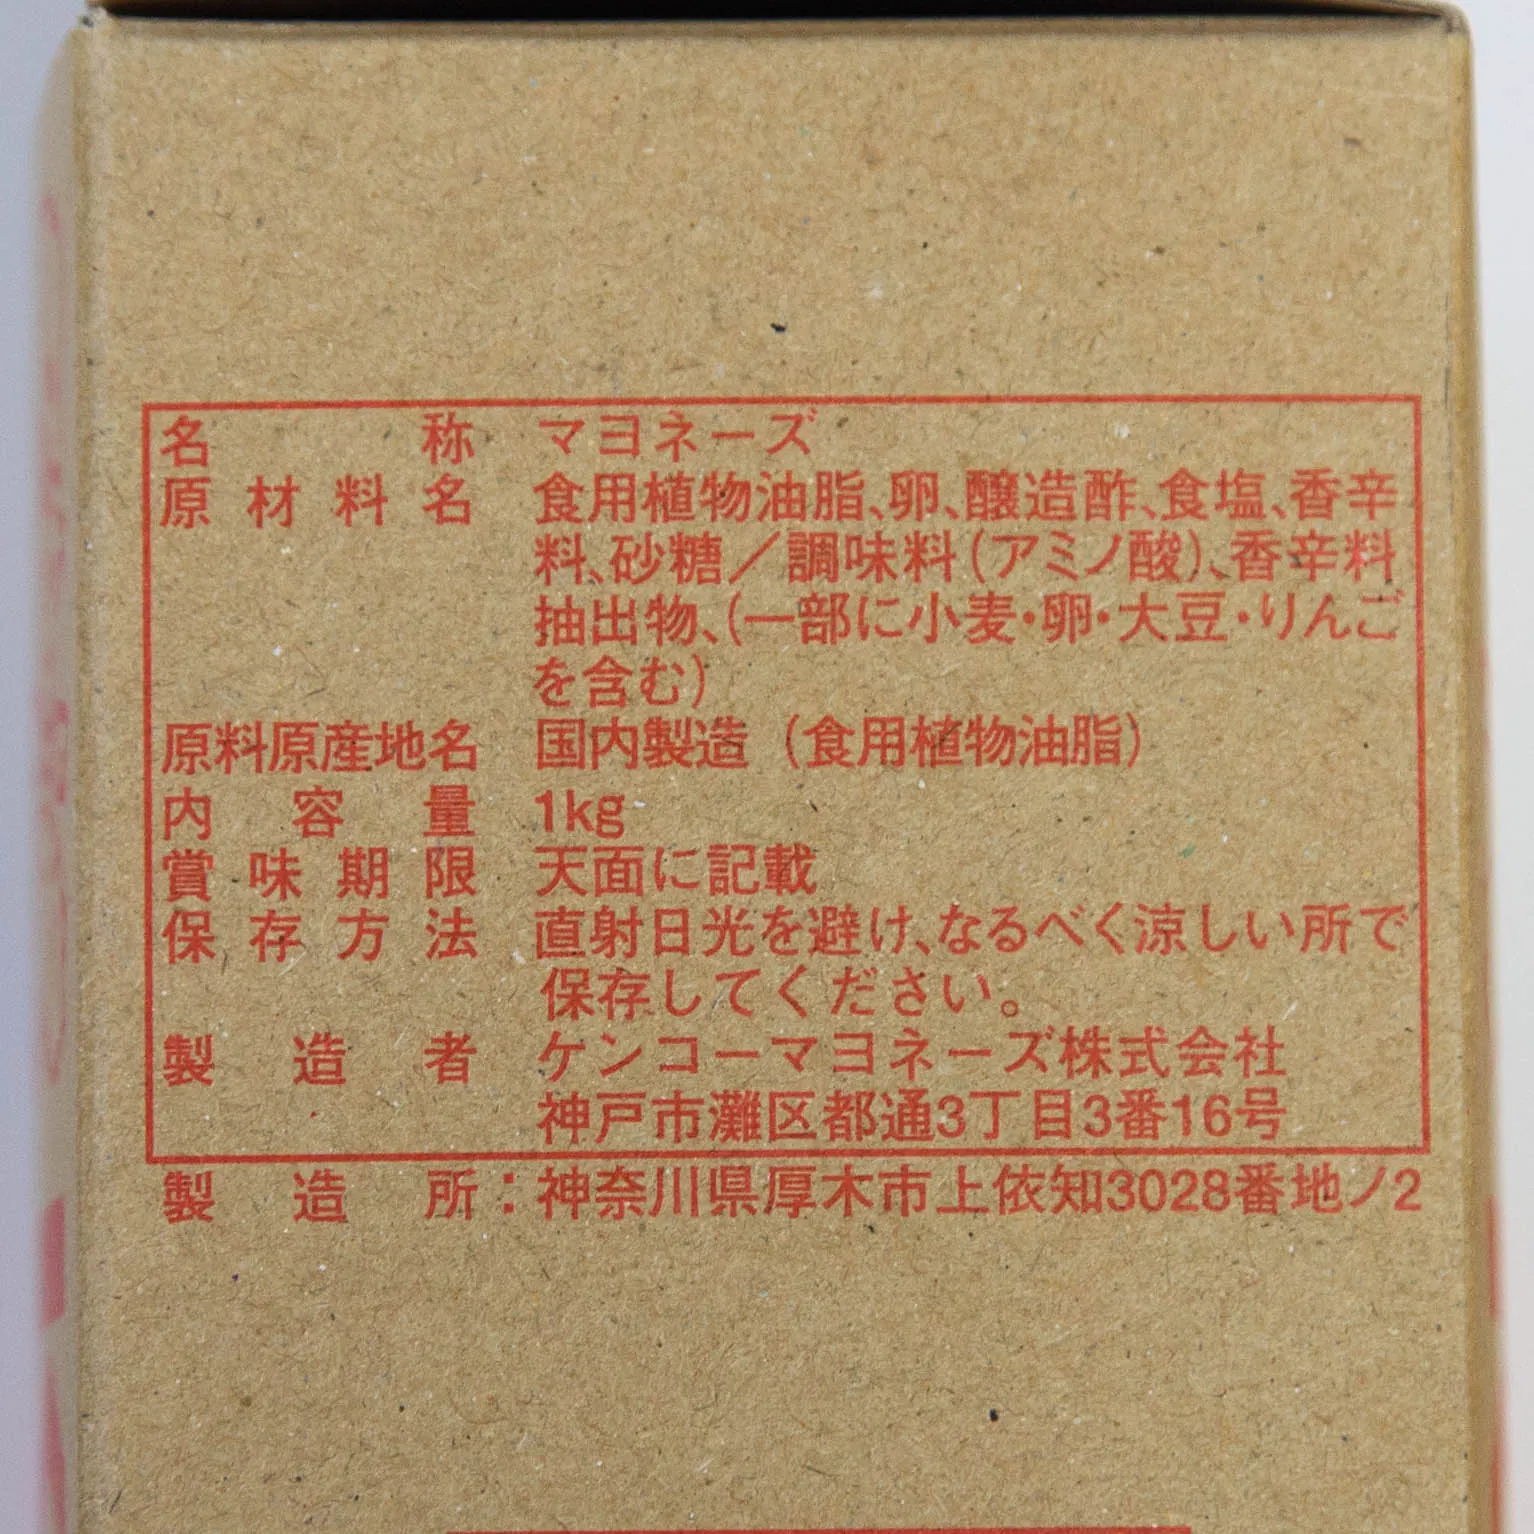 名称 マヨネーズ
原材料名 食用植物油脂、卵、醸造酢、食塩、香辛
料、砂糖／調味料(アミノ酸)、香辛料
抽出物、(一部に小麦・卵・大豆・りんご
を含む)
原料原産地名 国内製造（食用植物油脂）
内容量 1kg
賞味期限 天面に記載
保存方法 直射日光を避け、なるべく涼しい所で
保存してください。
製造者 ケンコーマヨネーズ株式会社
神戸市灘区都通3丁目3番16号
製造所：神奈川県厚木市上依知3028番地ノ2